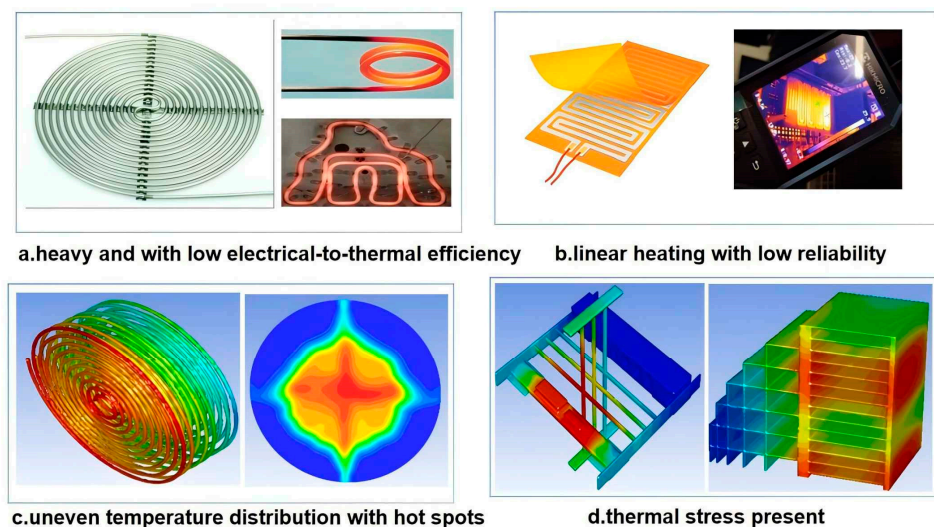 HIKMICRO
a.heavy and with low electrical-to-thermal efficiency
b.linear heating with low reliability
c.uneven temperature distribution with hot spots
d.thermal stress present